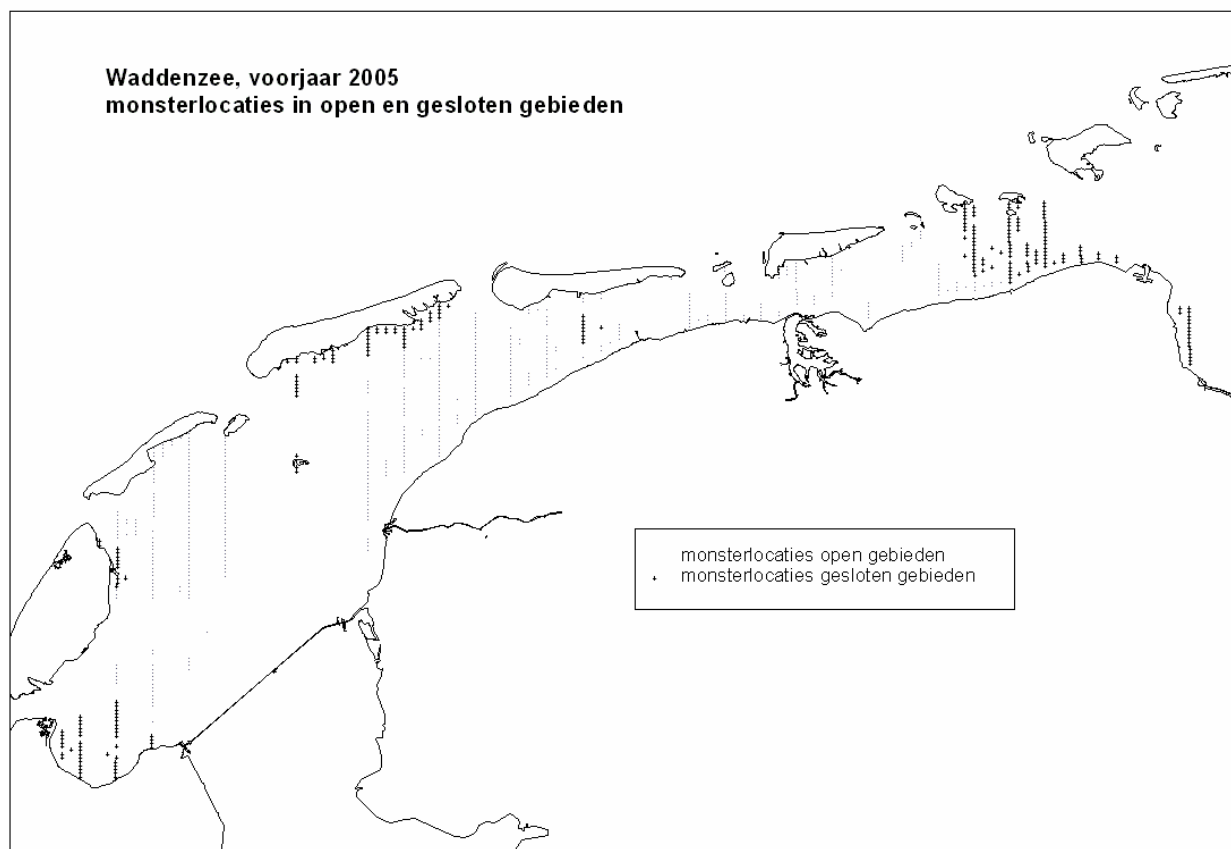 Waddenzee, voorjaar 2005
monsterlocaties in open en gesloten gebieden
monsterlocaties open gebieden
monsterlocaties gesloten gebieden